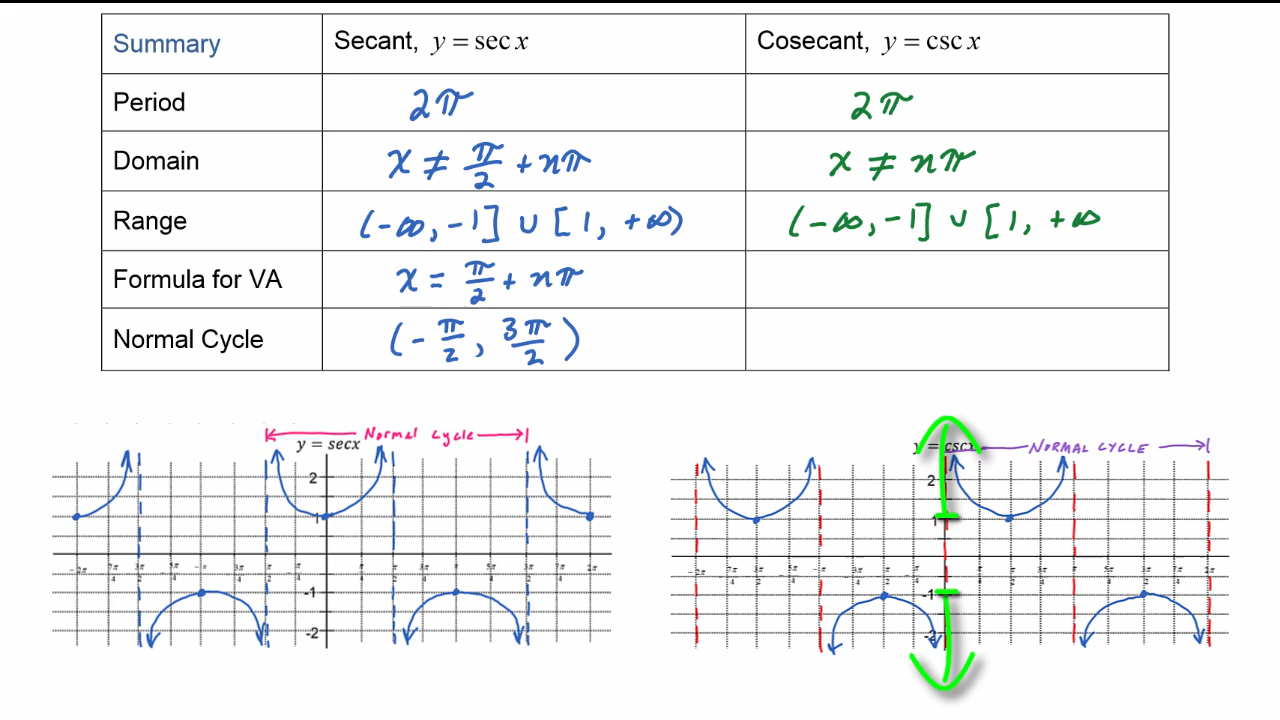 Summary Secant, y = sec x Cosecant, y = csc x
Period 2π 2π
Domain x ≠ π/2 + nπ x ≠ nπ
Range (-∞, -1] ∪ [1, +∞) (-∞, -1] ∪ [1, +∞
Formula for VA x = π/2 + nπ
Normal Cycle (-π/2, 3π/2)
Normal Cycle
y = secx
2
1
-1
-2
NORMAL CYCLE
y = cscx
2
1
-1
-2